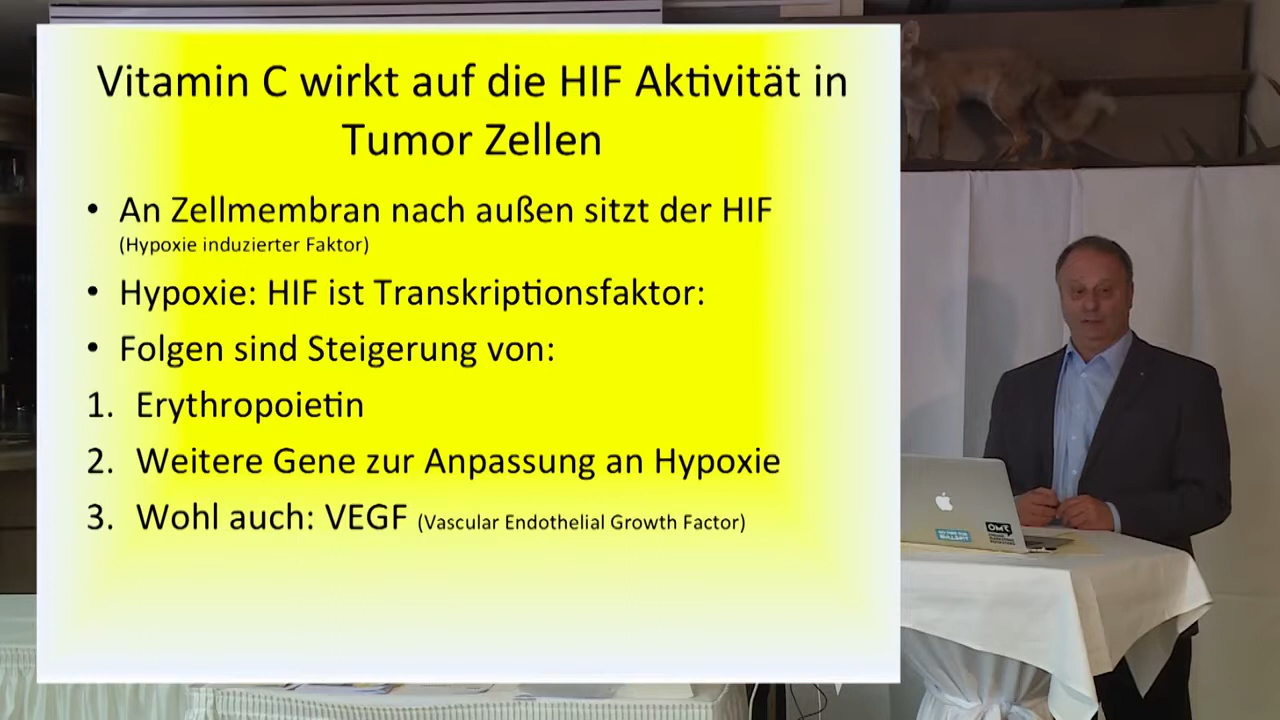 Vitamin C wirkt auf die HIF Aktivität in
Tumor Zellen
• An Zellmembran nach außen sitzt der HIF
(Hypoxie induzierter Faktor)
• Hypoxie: HIF ist Transkriptionsfaktor:
• Folgen sind Steigerung von:
1. Erythropoietin
2. Weitere Gene zur Anpassung an Hypoxie
3. Wohl auch: VEGF (Vascular Endothelial Growth Factor)
OMR